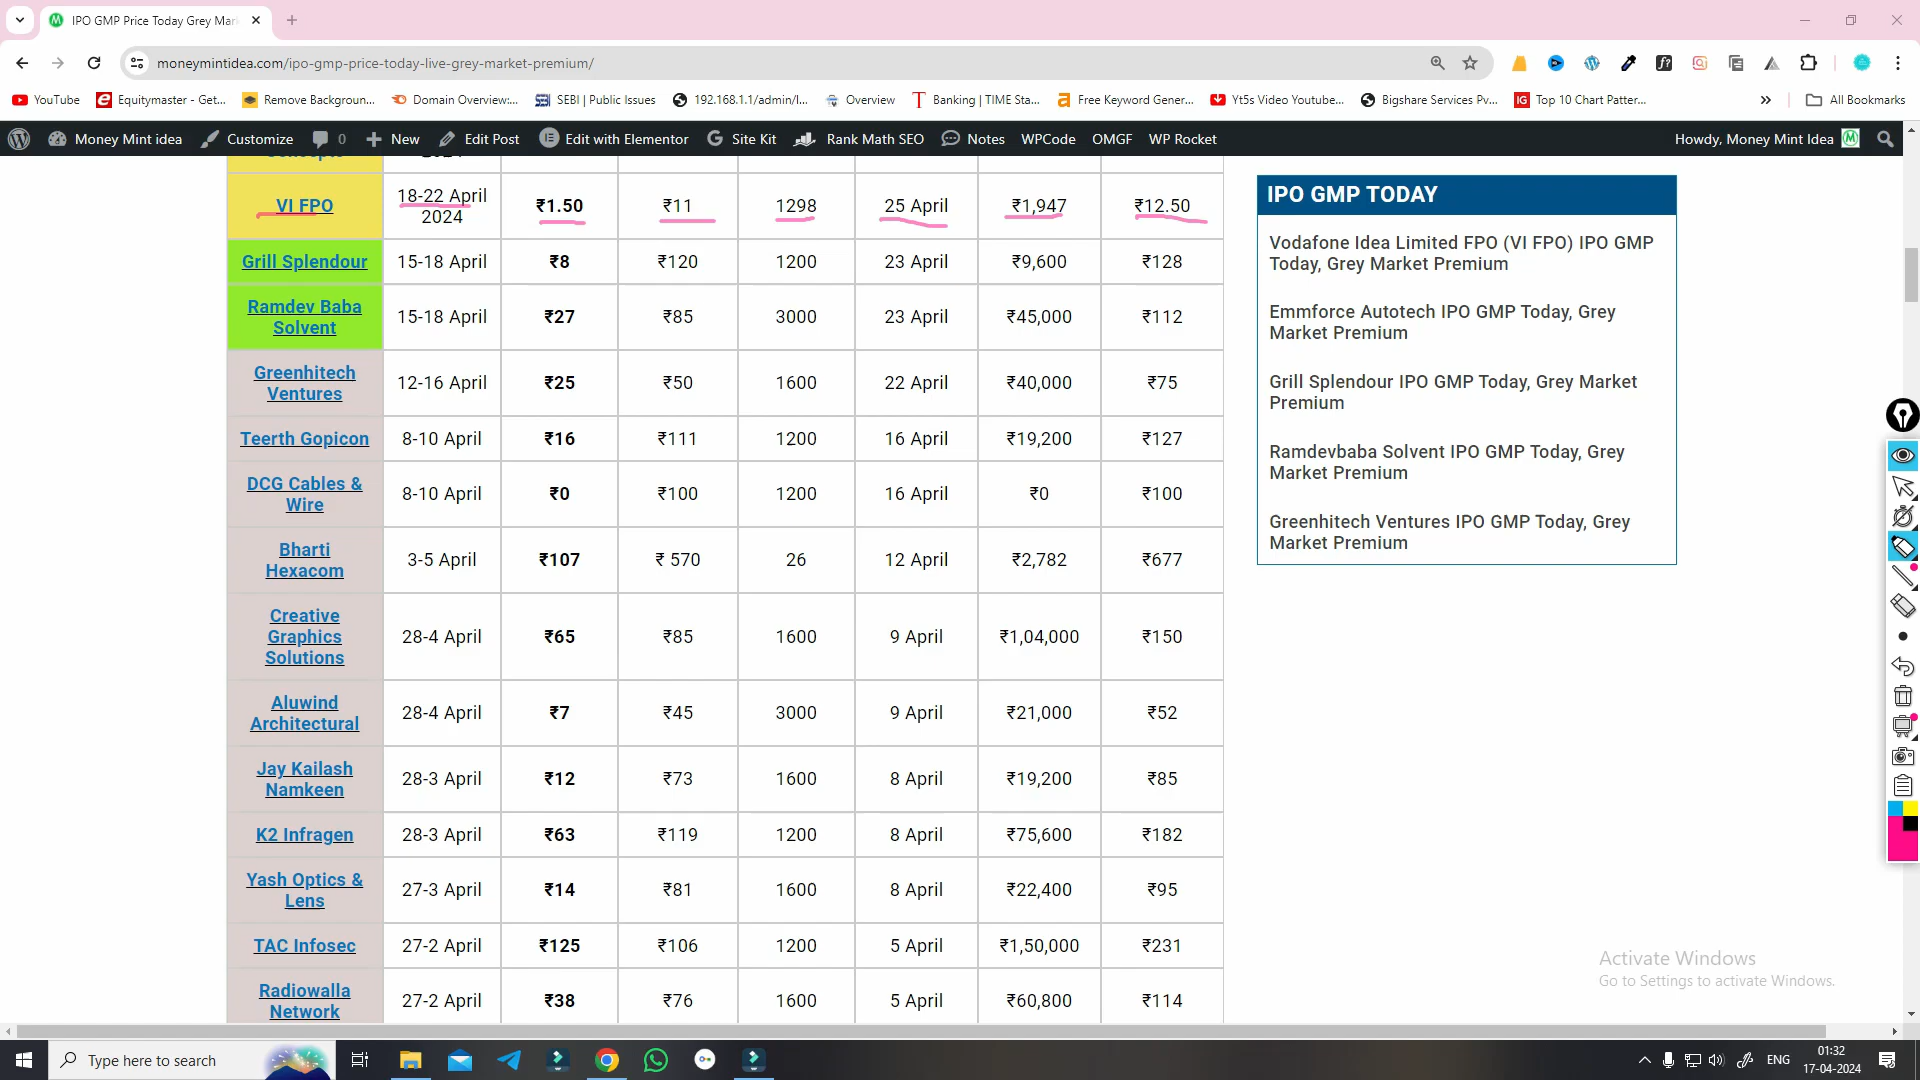 IPO GMP Price Today Grey Mar
moneymintidea.com/ipo-gmp-price-today-live-grey-market-premium/
YouTube Equitymaster - Get... Remove Backgroun... Domain Overview:... SEBI | Public Issues 192.168.1.1/admin/l... Overview Banking | TIME Sta... Free Keyword Gener... Yt5s Video Youtube... Bigshare Services Pv... Top 10 Chart Patter... » All Bookmarks
Money Mint idea Customize 0 New Edit Post Edit with Elementor Site Kit Rank Math SEO Notes WPCode OMGF WP Rocket Howdy, Money Mint Idea
VI FPO 18-22 April 2024 ₹1.50 ₹11 1298 25 April ₹1,947 ₹12.50
Grill Splendour 15-18 April ₹8 ₹120 1200 23 April ₹9,600 ₹128
Ramdev Baba Solvent 15-18 April ₹27 ₹85 3000 23 April ₹45,000 ₹112
Greenhitech Ventures 12-16 April ₹25 ₹50 1600 22 April ₹40,000 ₹75
Teerth Gopicon 8-10 April ₹16 ₹111 1200 16 April ₹19,200 ₹127
DCG Cables & Wire 8-10 April ₹0 ₹100 1200 16 April ₹0 ₹100
Bharti Hexacom 3-5 April ₹107 ₹ 570 26 12 April ₹2,782 ₹677
Creative Graphics Solutions 28-4 April ₹65 ₹85 1600 9 April ₹1,04,000 ₹150
Aluwind Architectural 28-4 April ₹7 ₹45 3000 9 April ₹21,000 ₹52
Jay Kailash Namkeen 28-3 April ₹12 ₹73 1600 8 April ₹19,200 ₹85
K2 Infragen 28-3 April ₹63 ₹119 1200 8 April ₹75,600 ₹182
Yash Optics & Lens 27-3 April ₹14 ₹81 1600 8 April ₹22,400 ₹95
TAC Infosec 27-2 April ₹125 ₹106 1200 5 April ₹1,50,000 ₹231
Radiowalla Network 27-2 April ₹38 ₹76 1600 5 April ₹60,800 ₹114
IPO GMP TODAY
Vodafone Idea Limited FPO (VI FPO) IPO GMP
Today, Grey Market Premium
Emmforce Autotech IPO GMP Today, Grey
Market Premium
Grill Splendour IPO GMP Today, Grey Market
Premium
Ramdevbaba Solvent IPO GMP Today, Grey
Market Premium
Greenhitech Ventures IPO GMP Today, Grey
Market Premium
Activate Windows
Go to Settings to activate Windows.
Type here to search
ENG
01:32
17-04-2024